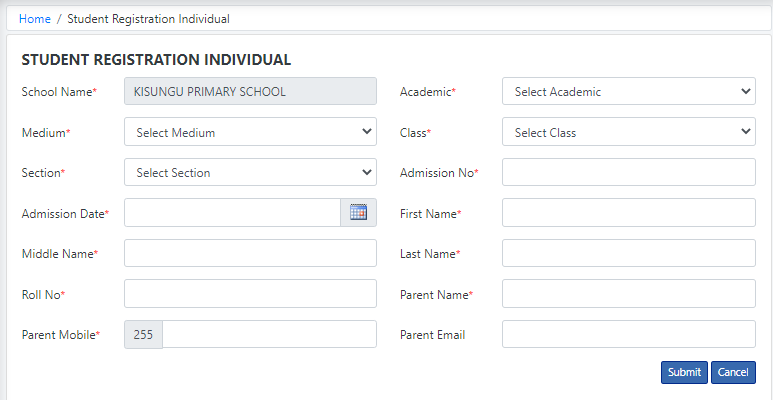 Home / Student Registration Individual
STUDENT REGISTRATION INDIVIDUAL
School Name* KISUNGU PRIMARY SCHOOL Academic* Select Academic
Medium* Select Medium Class* Select Class
Section* Select Section Admission No*
Admission Date* First Name*
Middle Name* Last Name*
Roll No* Parent Name*
Parent Mobile* 255 Parent Email
Submit Cancel